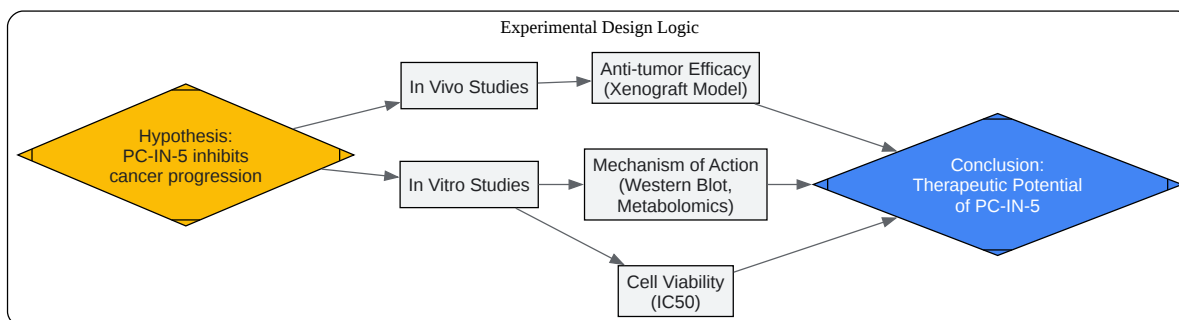 Experimental Design Logic
Hypothesis:
PC-IN-5 inhibits
cancer progression
In Vivo Studies
Anti-tumor Efficacy
(Xenograft Model)
In Vitro Studies
Mechanism of Action
(Western Blot,
Metabolomics)
Cell Viability
(IC50)
Conclusion:
Therapeutic Potential
of PC-IN-5